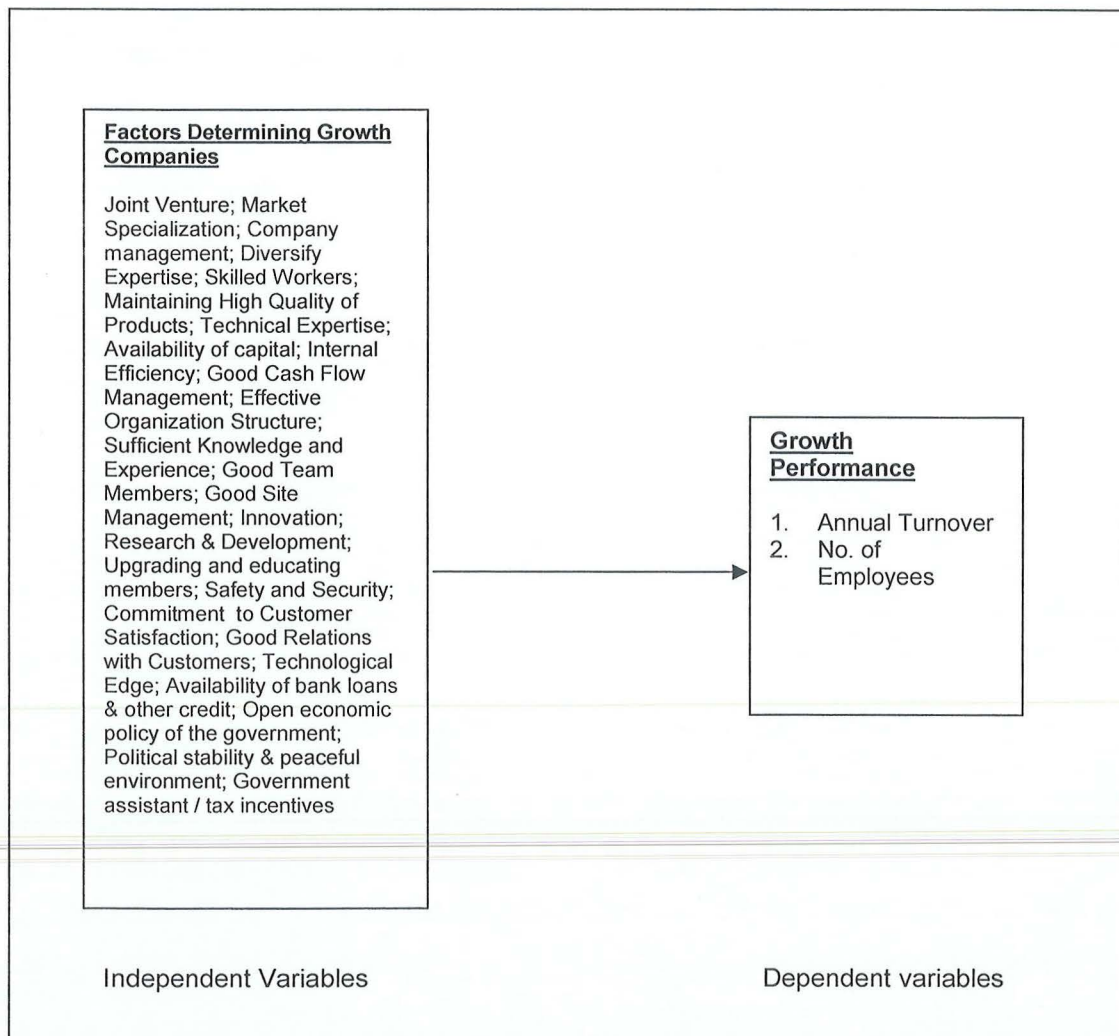 Factors Determining Growth
Companies
Joint Venture; Market
Specialization; Company
management; Diversify
Expertise; Skilled Workers;
Maintaining High Quality of
Products; Technical Expertise;
Availability of capital; Internal
Efficiency; Good Cash Flow
Management; Effective
Organization Structure;
Sufficient Knowledge and
Experience; Good Team
Members; Good Site
Management; Innovation;
Research & Development;
Upgrading and educating
members; Safety and Security;
Commitment to Customer
Satisfaction; Good Relations
with Customers; Technological
Edge; Availability of bank loans
& other credit; Open economic
policy of the government;
Political stability & peaceful
environment; Government
assistant / tax incentives
Growth
Performance
1. Annual Turnover
2. No. of
Employees
Independent Variables
Dependent variables